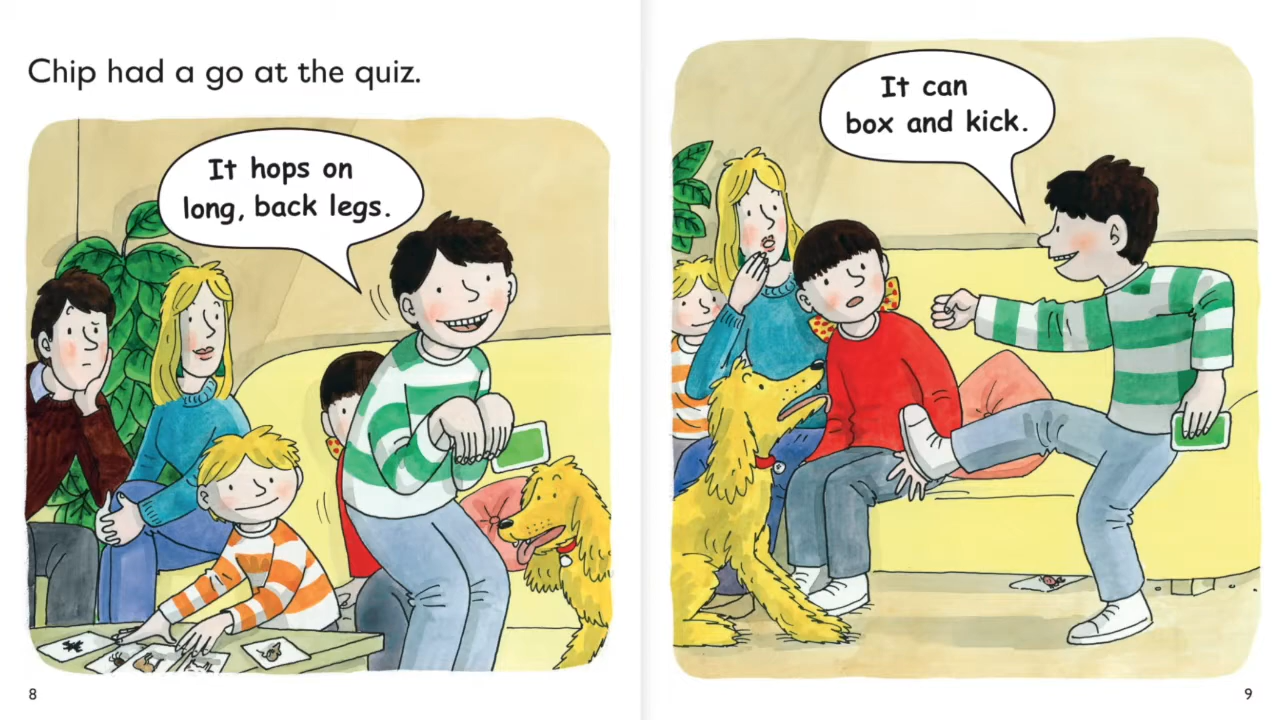 Chip had a go at the quiz.
It hops on
long, back legs.
8
It can
box and kick.
9